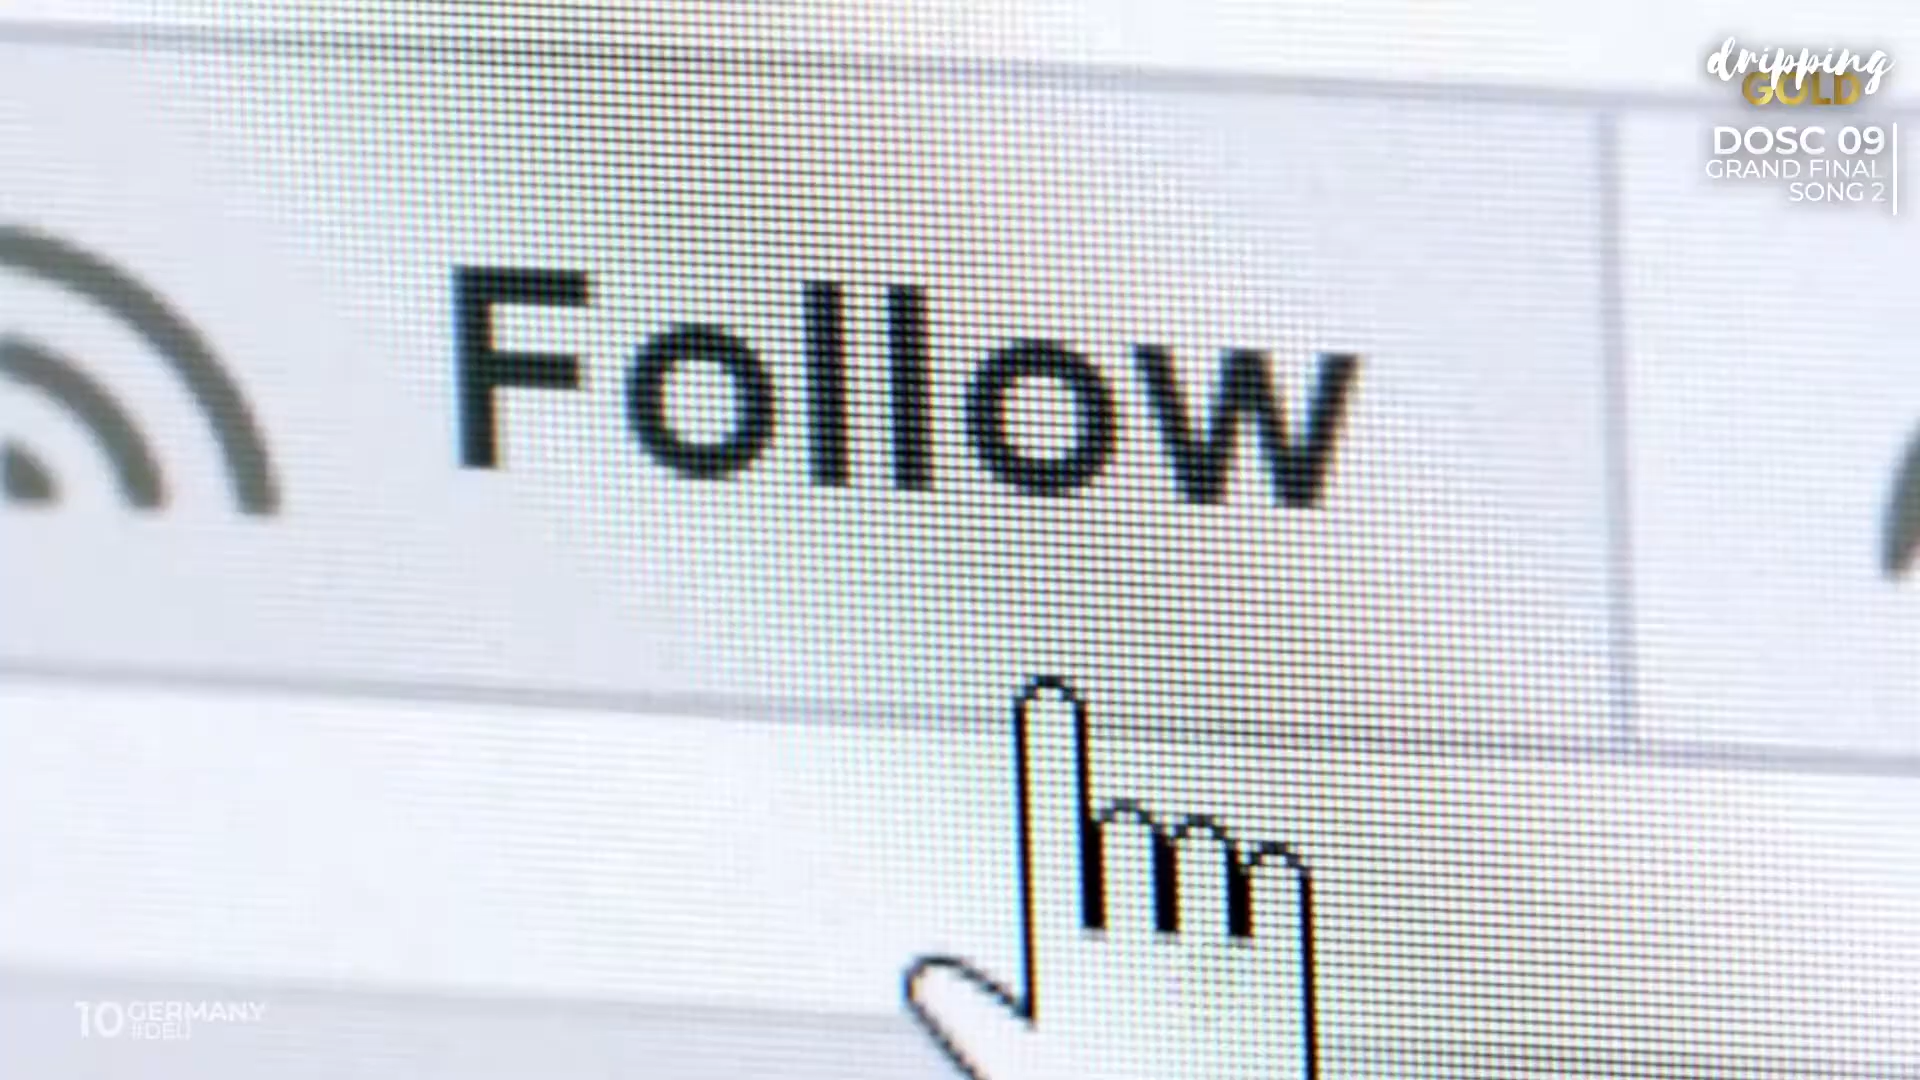 dripping
GOLD
DOSC 09
GRAND FINAL
SONG 2
Follow
10 GERMANY
#DEU